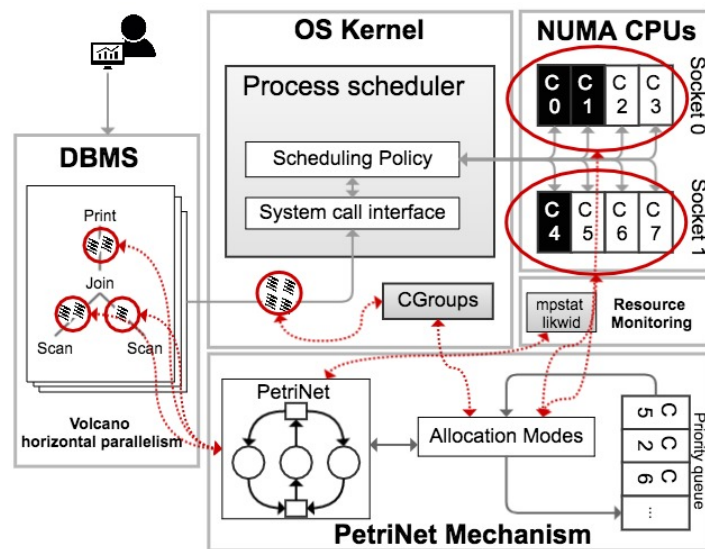 OS Kernel
NUMA CPUs
Process scheduler
Scheduling Policy
System call interface
C 0
C 1
C 2
C 3
Socket 0
C 4
C 5
C 6
C 7
Socket 1
DBMS
Print
Join
Scan
Scan
Volcano
horizontal parallelism
CGroups
mpstat
likwid
Resource
Monitoring
PetriNet
Allocation Modes
C 5
C 2
C 6
...
Priority queue
PetriNet Mechanism